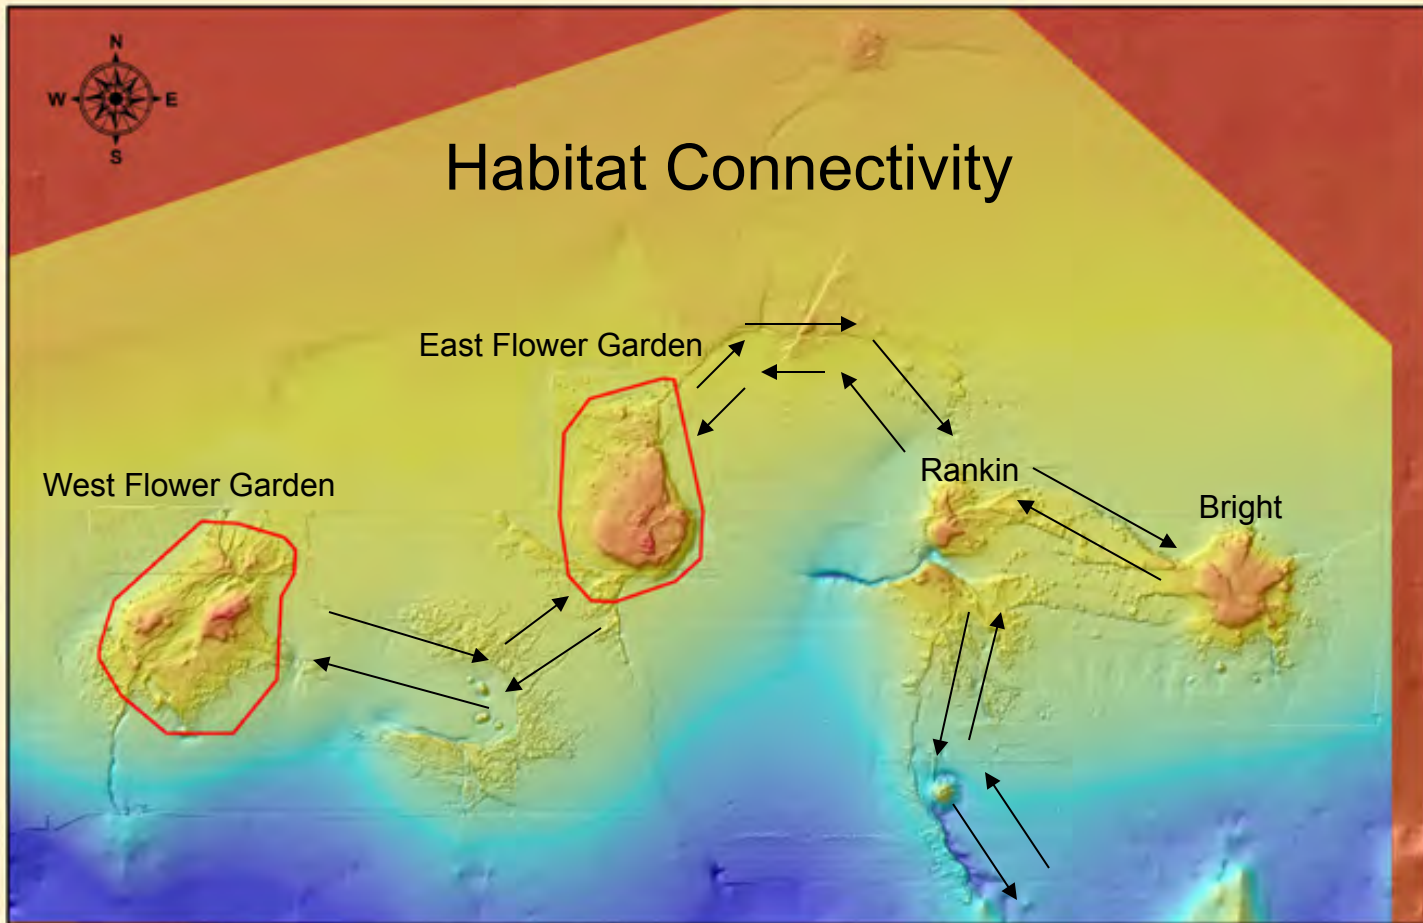 N
W E
S
Habitat Connectivity
East Flower Garden
West Flower Garden
Rankin
Bright